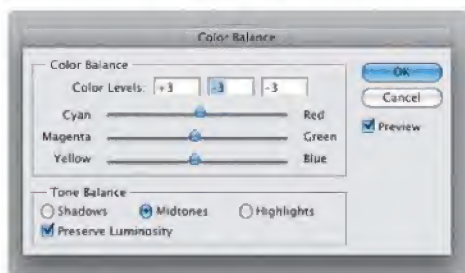 Color Balance
Color Balance
Color Levels: +3 -3 -3
Cyan Red
Magenta Green
Yellow Blue
Tone Balance
Shadows Midtones Highlights
Preserve Luminosity
OK
Cancel
Preview